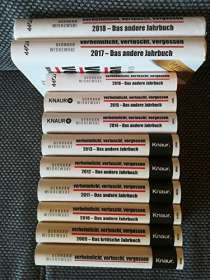 GERHARD
WISNEWSKI
verheimlicht, vertuscht, vergessen
2018 – Das andere Jahrbuch
GERHARD
WISNEWSKI
verheimlicht, vertuscht, vergessen
2017 – Das andere Jahrbuch
verheimlicht, vertuscht, vergessen
2016 – Das andere Jahrbuch
KNAUR
GERHARD
WISNEWSKI
verheimlicht, vertuscht, vergessen
2015 – Das andere Jahrbuch
KNAUR
GERHARD
WISNEWSKI
verheimlicht, vertuscht, vergessen
2014 – Das andere Jahrbuch
GERHARD
WISNEWSKI
verheimlicht, vertuscht, vergessen
2013 – Das andere Jahrbuch
KNAUR
GERHARD
WISNEWSKI
verheimlicht, vertuscht, vergessen
2012 – Das andere Jahrbuch
KNAUR
GERHARD
WISNEWSKI
verheimlicht, vertuscht, vergessen
2011 – Das andere Jahrbuch
KNAUR
GERHARD
WISNEWSKI
verheimlicht, vertuscht, vergessen
2010 – Das andere Jahrbuch
KNAUR
GERHARD
WISNEWSKI
verheimlicht, vertuscht, vergessen
2009 – Das kritische Jahrbuch
KNAUR